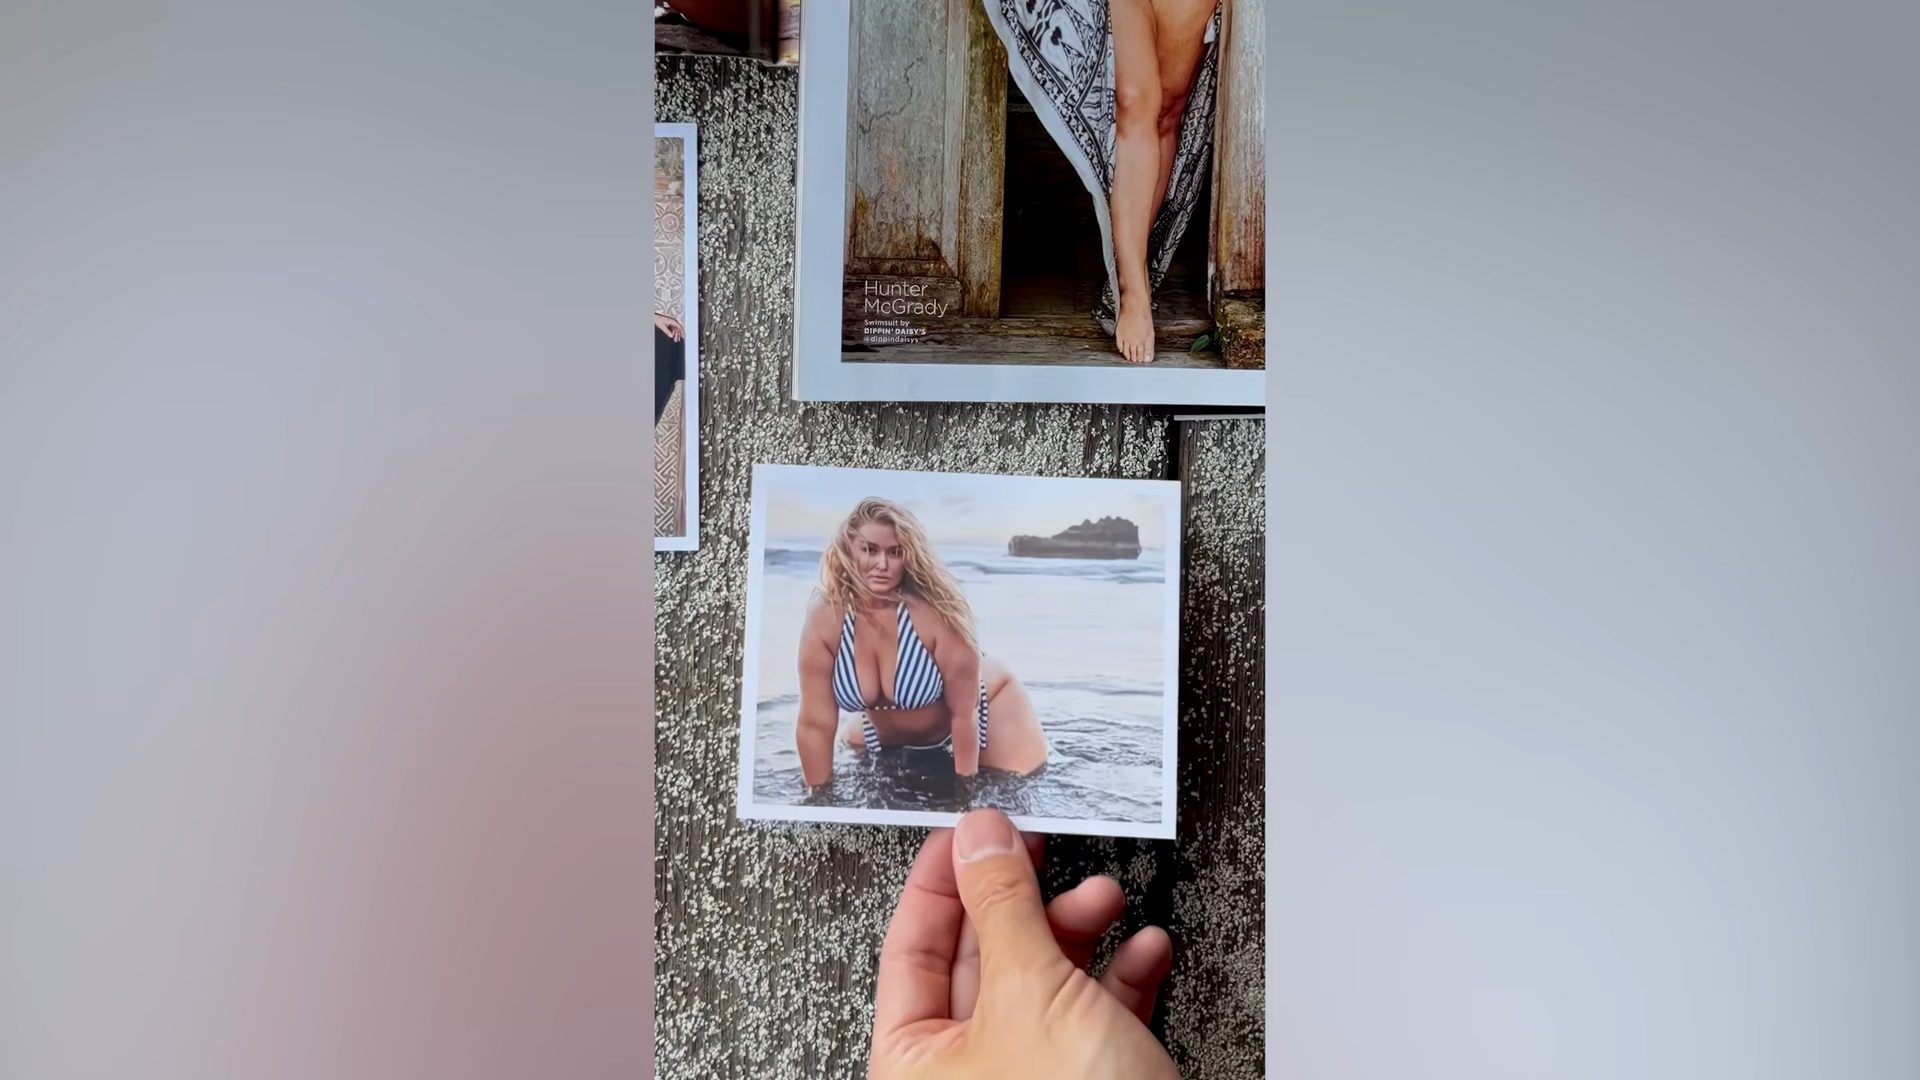 Hunter
McGrady
Swimsuit by
DIPPIN' DAISY'S
@dippindaisys